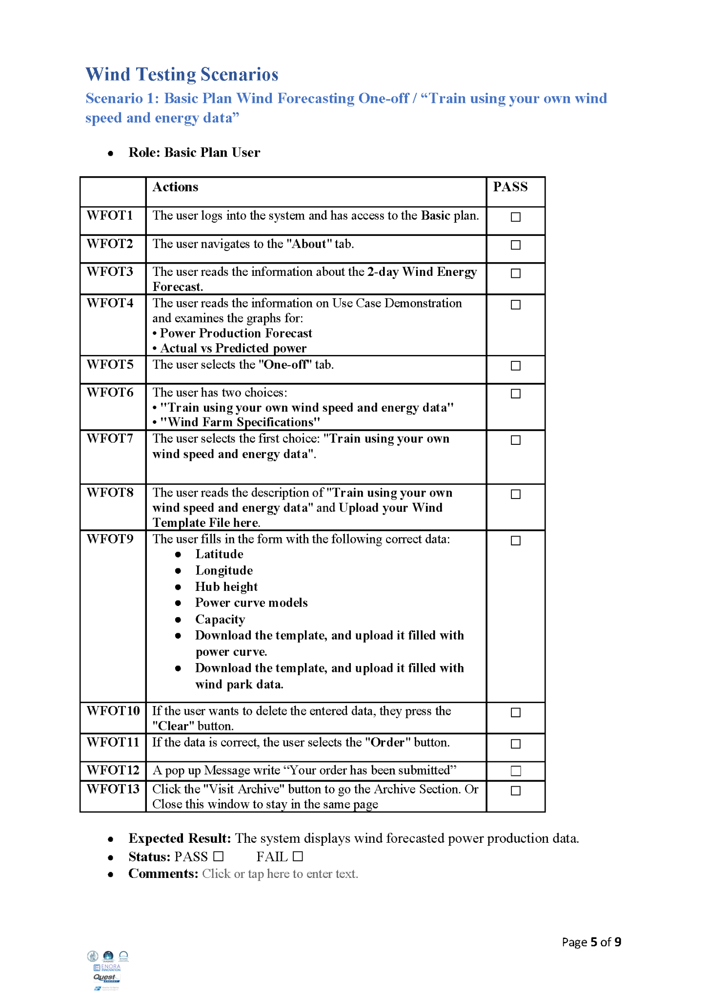 Wind Testing Scenarios
Scenario 1: Basic Plan Wind Forecasting One-off / “Train using your own wind
speed and energy data”
● Role: Basic Plan User
Actions PASS
WFOT1 The user logs into the system and has access to the Basic plan. ☐
WFOT2 The user navigates to the "About" tab. ☐
WFOT3 The user reads the information about the 2-day Wind Energy ☐
Forecast.
WFOT4 The user reads the information on Use Case Demonstration ☐
and examines the graphs for:
• Power Production Forecast
• Actual vs Predicted power
WFOT5 The user selects the "One-off" tab. ☐
WFOT6 The user has two choices: ☐
• "Train using your own wind speed and energy data"
• "Wind Farm Specifications"
WFOT7 The user selects the first choice: "Train using your own ☐
wind speed and energy data".
WFOT8 The user reads the description of "Train using your own ☐
wind speed and energy data" and Upload your Wind
Template File here.
WFOT9 The user fills in the form with the following correct data: ☐
● Latitude
● Longitude
● Hub height
● Power curve models
● Capacity
● Download the template, and upload it filled with
power curve.
● Download the template, and upload it filled with
wind park data.
WFOT10 If the user wants to delete the entered data, they press the ☐
"Clear" button.
WFOT11 If the data is correct, the user selects the "Order" button. ☐
WFOT12 A pop up Message write “Your order has been submitted” ☐
WFOT13 Click the "Visit Archive" button to go the Archive Section. Or ☐
Close this window to stay in the same page
● Expected Result: The system displays wind forecasted power production data.
● Status: PASS ☐ FAIL ☐
● Comments: Click or tap here to enter text.
Page 5 of 9
ENORA
INNOVATION
Quest
ENERGY